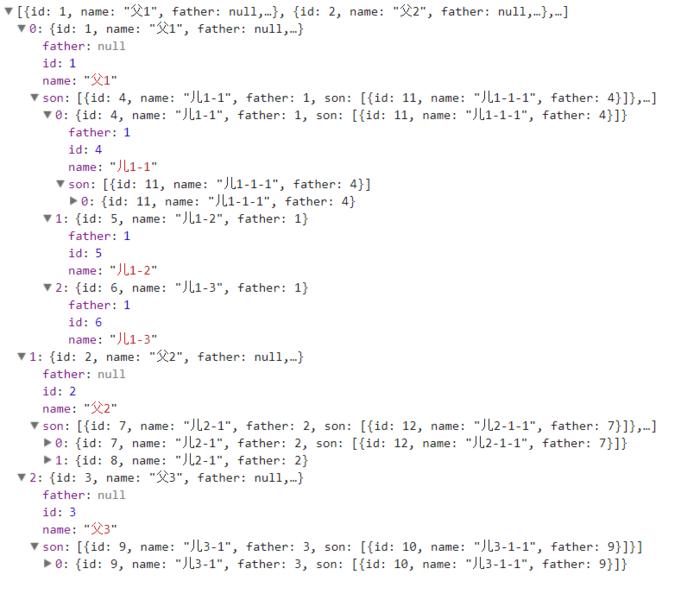 [{id: 1, name: "父1", father: null,…}, {id: 2, name: "父2", father: null,…},…]
0: {id: 1, name: "父1", father: null,…}
father: null
id: 1
name: "父1"
son: [{id: 4, name: "儿1-1", father: 1, son: [{id: 11, name: "儿1-1-1", father: 4}]},…]
0: {id: 4, name: "儿1-1", father: 1, son: [{id: 11, name: "儿1-1-1", father: 4}]}
father: 1
id: 4
name: "儿1-1"
son: [{id: 11, name: "儿1-1-1", father: 4}]
0: {id: 11, name: "儿1-1-1", father: 4}
1: {id: 5, name: "儿1-2", father: 1}
father: 1
id: 5
name: "儿1-2"
2: {id: 6, name: "儿1-3", father: 1}
father: 1
id: 6
name: "儿1-3"
1: {id: 2, name: "父2", father: null,…}
father: null
id: 2
name: "父2"
son: [{id: 7, name: "儿2-1", father: 2, son: [{id: 12, name: "儿2-1-1", father: 7}]},…]
0: {id: 7, name: "儿2-1", father: 2, son: [{id: 12, name: "儿2-1-1", father: 7}]}
1: {id: 8, name: "儿2-1", father: 2}
2: {id: 3, name: "父3", father: null,…}
father: null
id: 3
name: "父3"
son: [{id: 9, name: "儿3-1", father: 3, son: [{id: 10, name: "儿3-1-1", father: 9}]}]
0: {id: 9, name: "儿3-1", father: 3, son: [{id: 10, name: "儿3-1-1", father: 9}]}